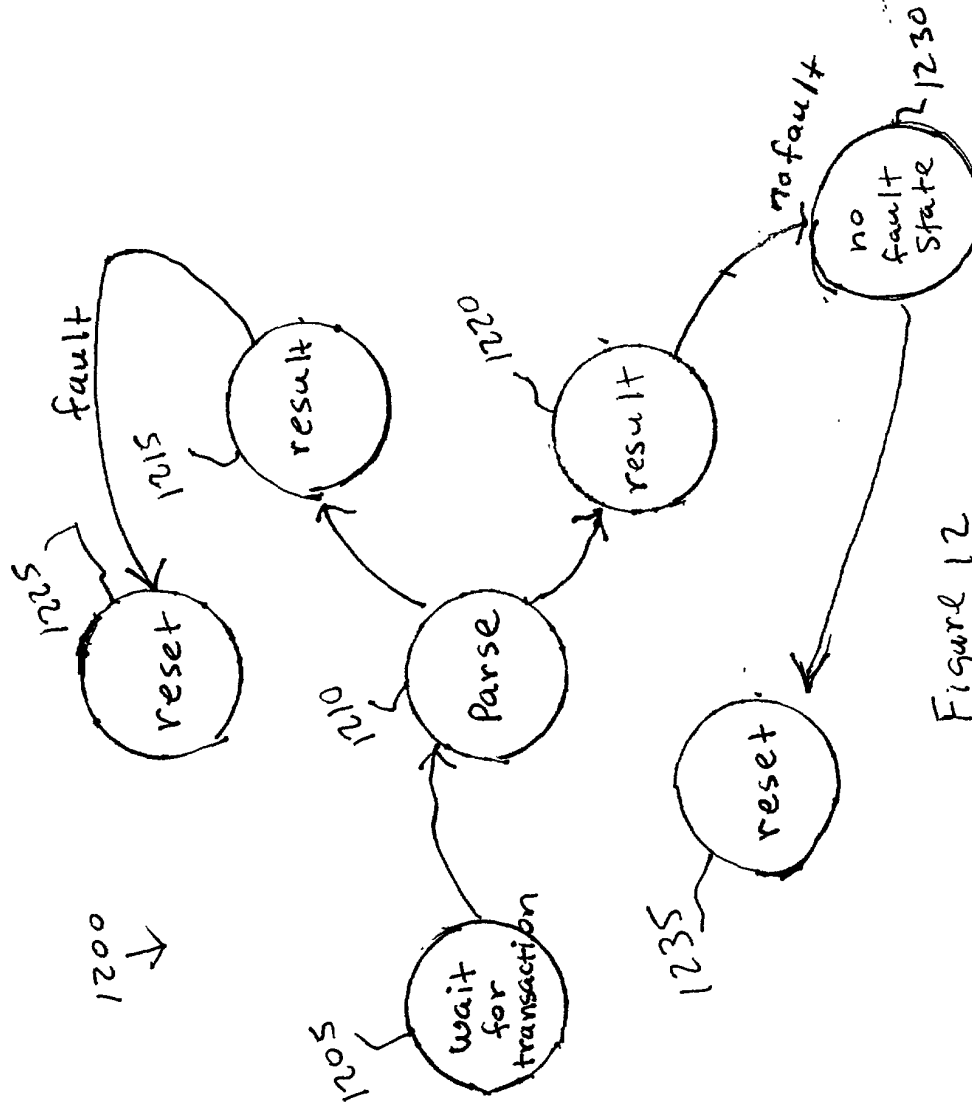 1200
1205
wait
for
transaction
1210
Parse
1225
reset
fault
1215
result
1220
result
no fault
no
fault
state
1230
1235
reset
Figure 12